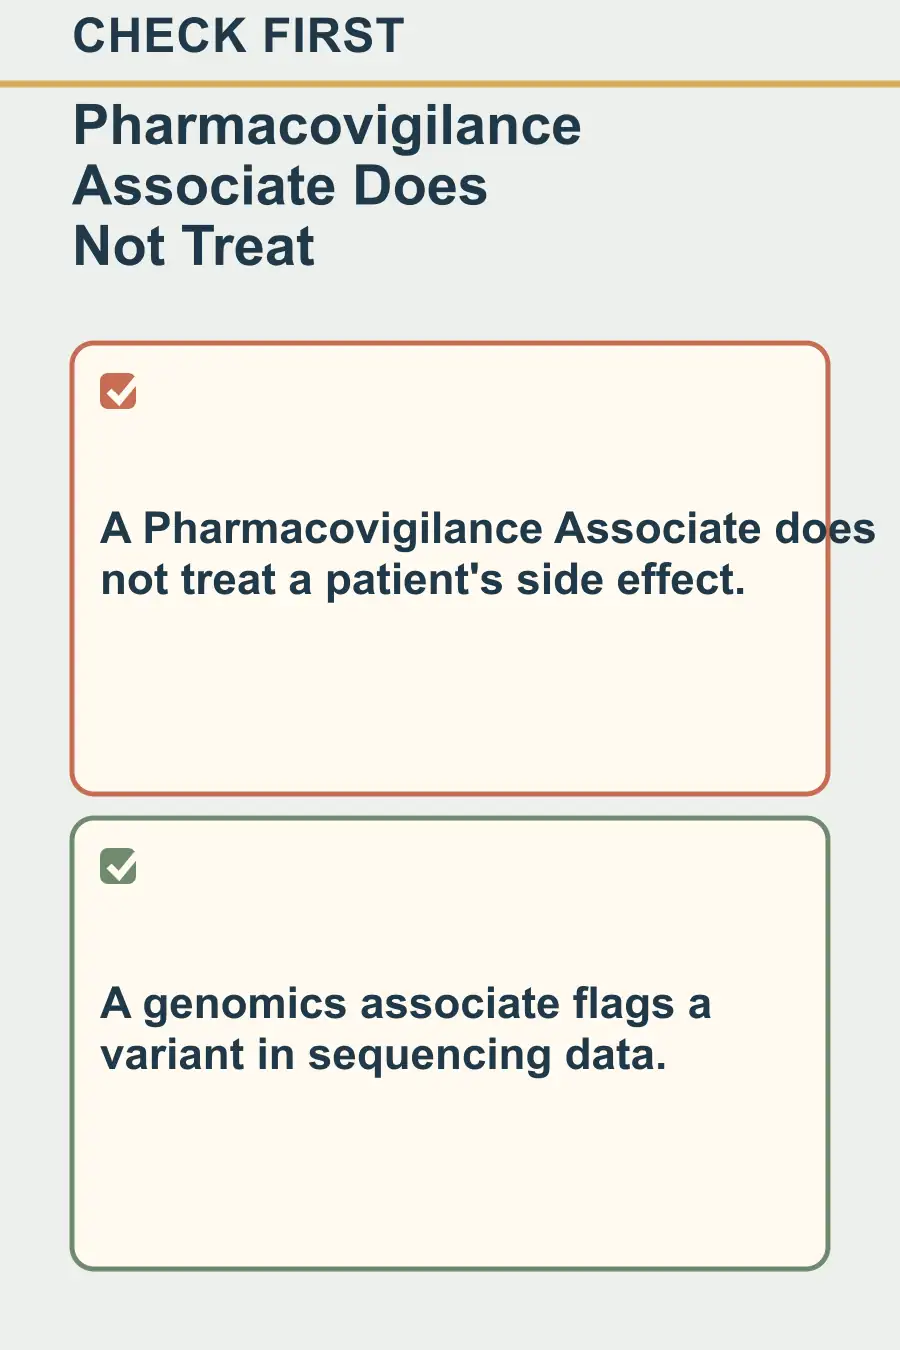 CHECK FIRST
Pharmacovigilance
Associate Does
Not Treat
A Pharmacovigilance Associate does
not treat a patient's side effect.
A genomics associate flags a
variant in sequencing data.